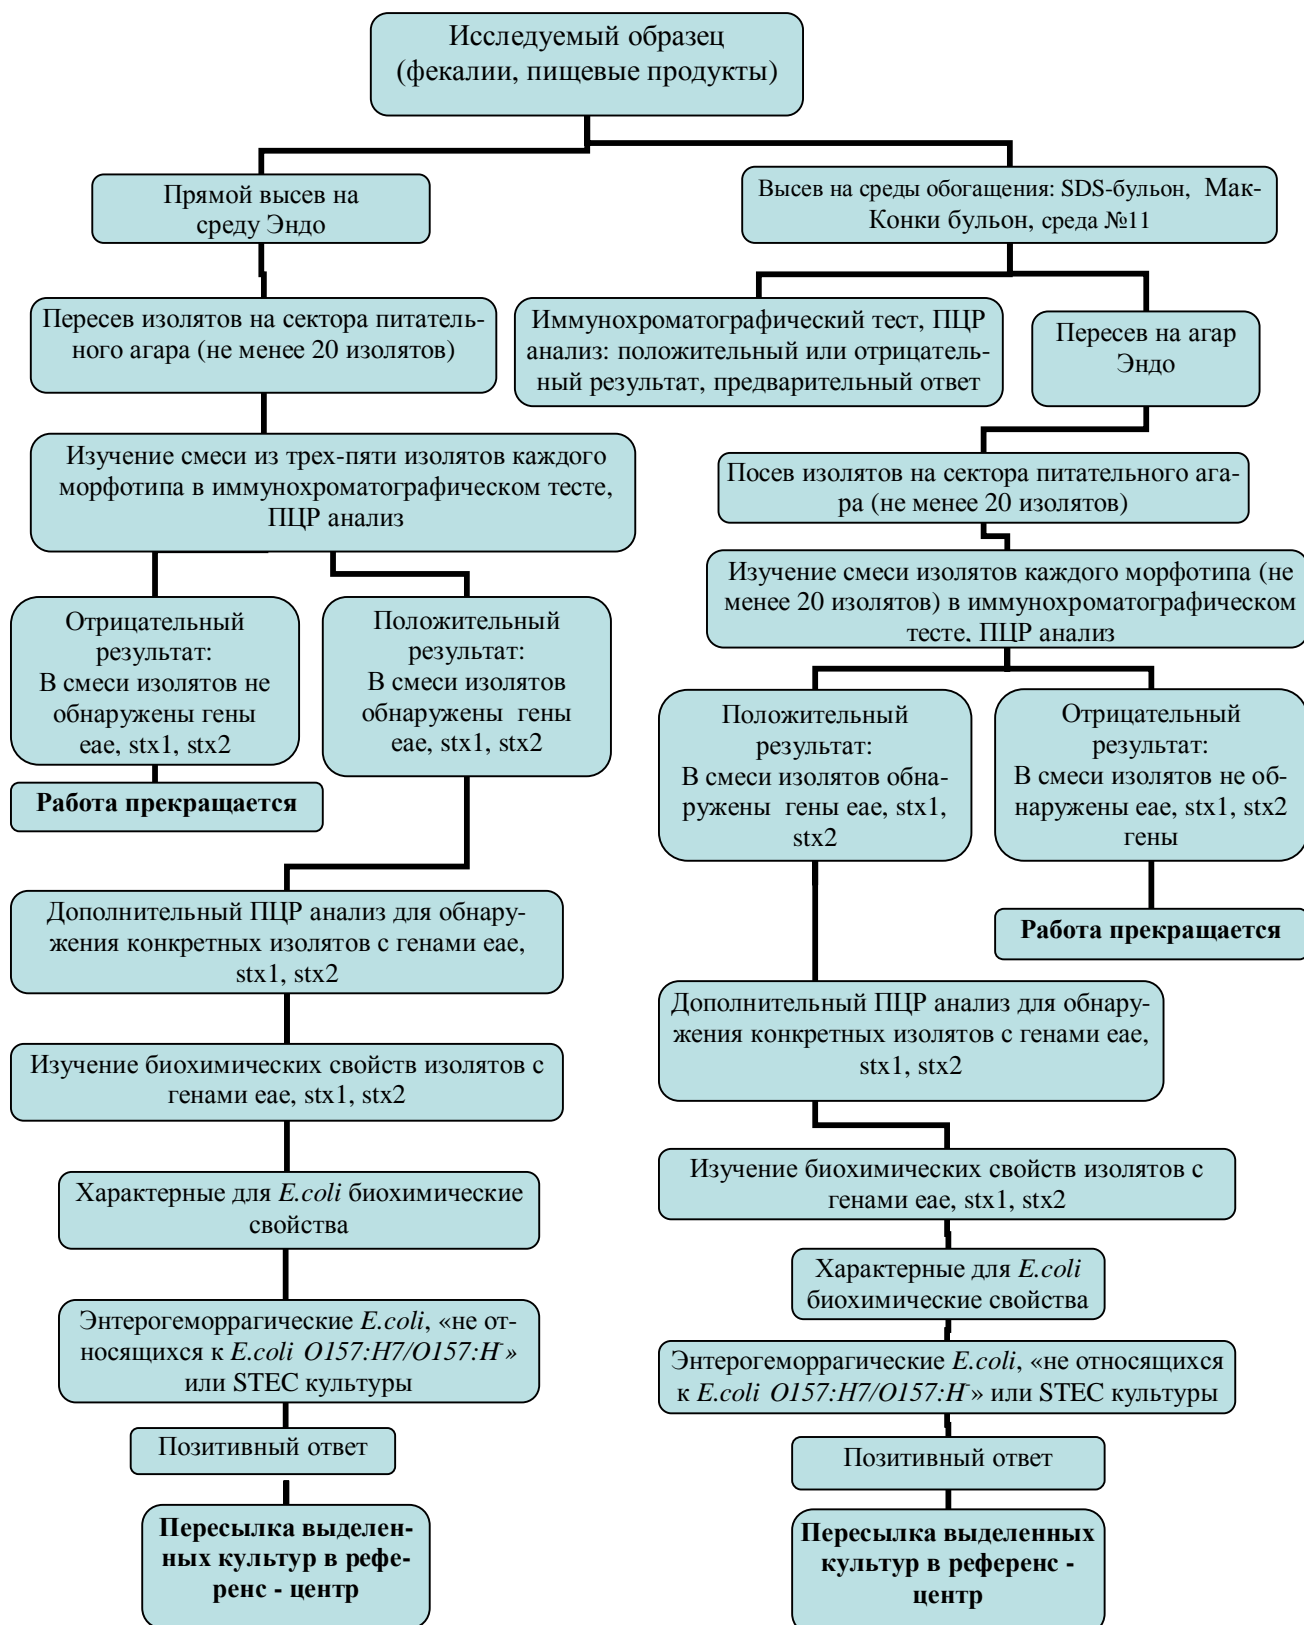 Исследуемый образец
(фекалии, пищевые продукты)
Прямой высев на
среду Эндо
Высев на среды обогащения: SDS-бульон, Мак-
Конки бульон, среда №11
Пересев изолятов на сектора питатель-
ного агара (не менее 20 изолятов)
Иммунохроматографический тест, ПЦР
анализ: положительный или отрицатель-
ный результат, предварительный ответ
Пересев на агар
Эндо
Изучение смеси из трех-пяти изолятов каждого
морфотипа в иммунохроматографическом тесте,
ПЦР анализ
Посев изолятов на сектора питательного ага-
ра (не менее 20 изолятов)
Изучение смеси изолятов каждого морфотипа (не
менее 20 изолятов) в иммунохроматографическом
тесте, ПЦР анализ
Отрицательный
результат:
В смеси изолятов не
обнаружены гены
eae, stx1, stx2
Положительный
результат:
В смеси изолятов
обнаружены гены
eae, stx1, stx2
Работа прекращается
Положительный
результат:
В смеси изолятов обна-
ружены гены eae, stx1,
stx2
Отрицательный
результат:
В смеси изолятов не об-
наружены eae, stx1, stx2
гены
Работа прекращается
Дополнительный ПЦР анализ для обнару-
жения конкретных изолятов с генами eae,
stx1, stx2
Дополнительный ПЦР анализ для обнару-
жения конкретных изолятов с генами eae,
stx1, stx2
Изучение биохимических свойств изолятов с
генами eae, stx1, stx2
Изучение биохимических свойств изолятов с
генами eae, stx1, stx2
Характерные для E.coli биохимические
свойства
Характерные для E.coli
биохимические свойства
Энтерогеморрагические E.coli, «не от-
носящихся к E.coli O157:H7/O157:H⁻»
или STEC культуры
Энтерогеморрагические E.coli, «не относящихся
к E.coli O157:H7/O157:H⁻» или STEC культуры
Позитивный ответ
Позитивный ответ
Пересылка выделен-
ных культур в рефе-
ренс - центр
Пересылка выделенных
культур в референс -
центр